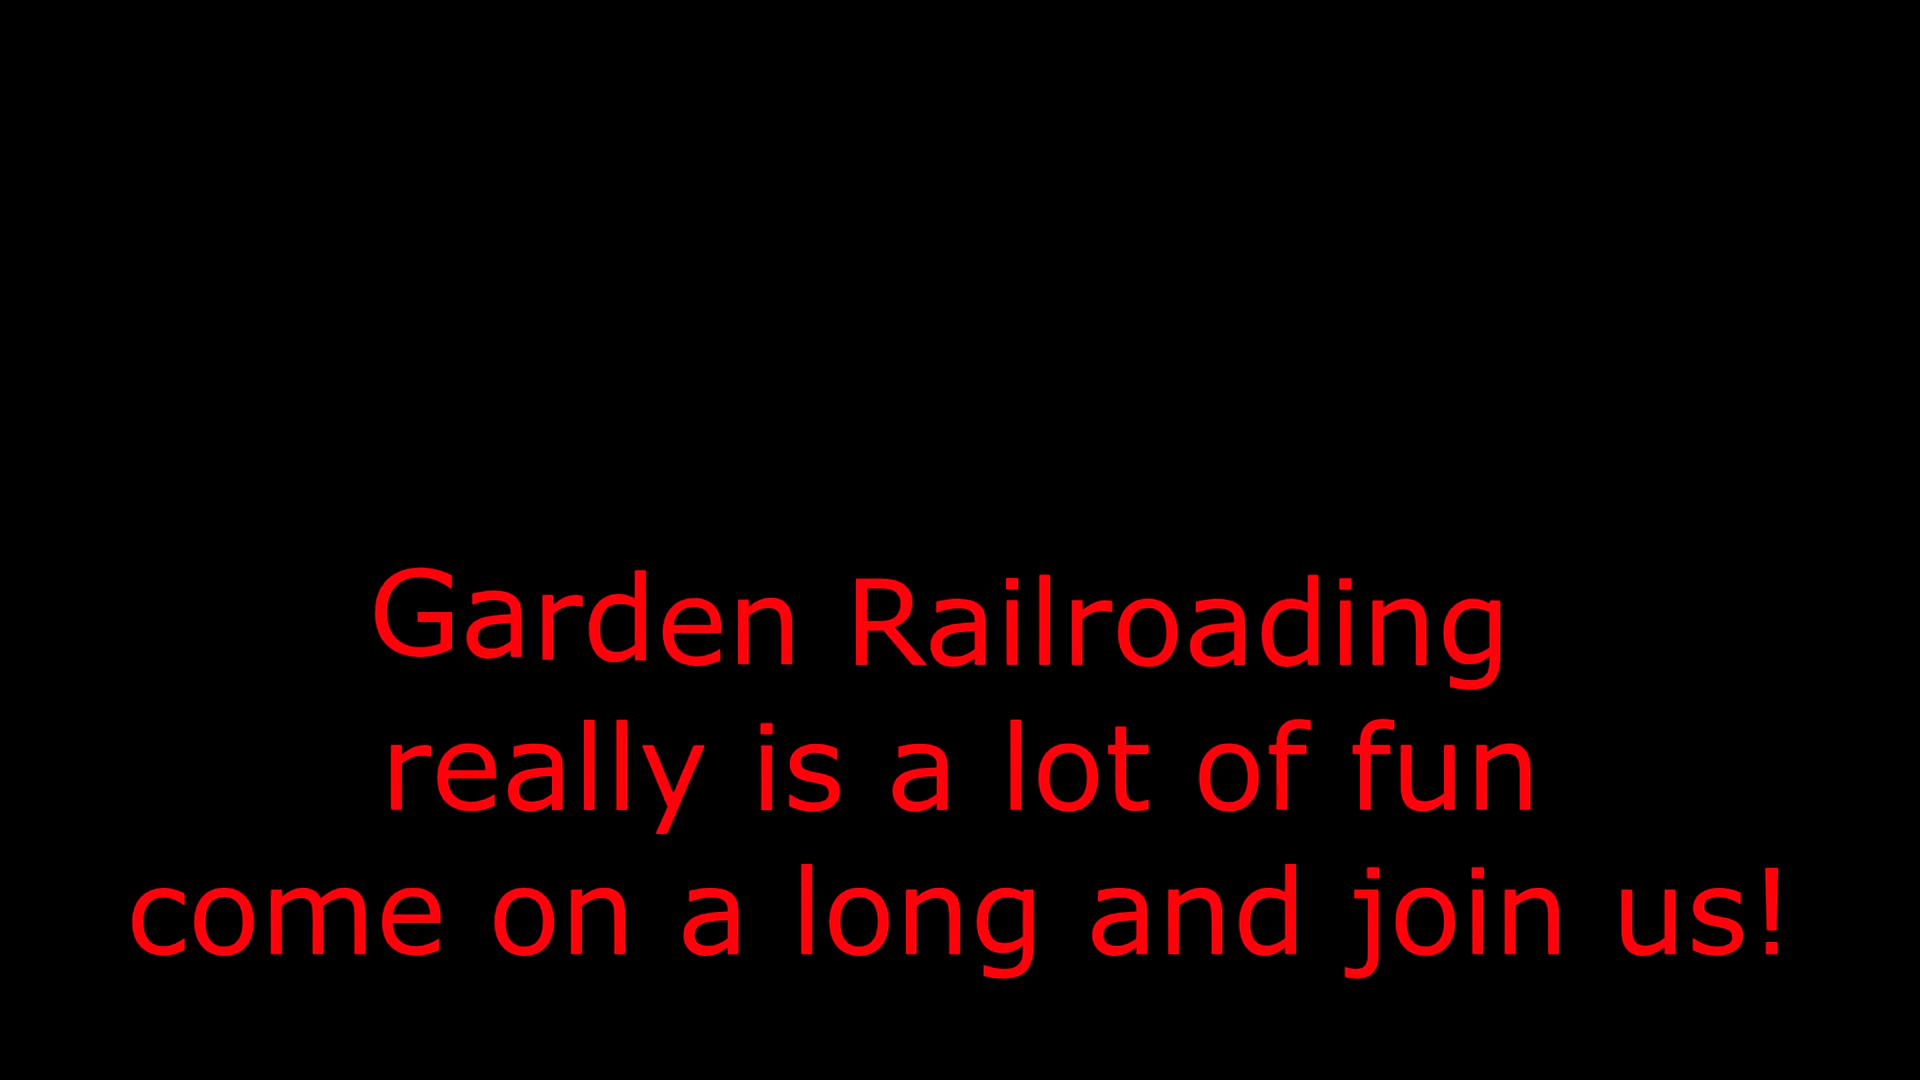 Garden Railroading
really is a lot of fun
come on a long and join us!